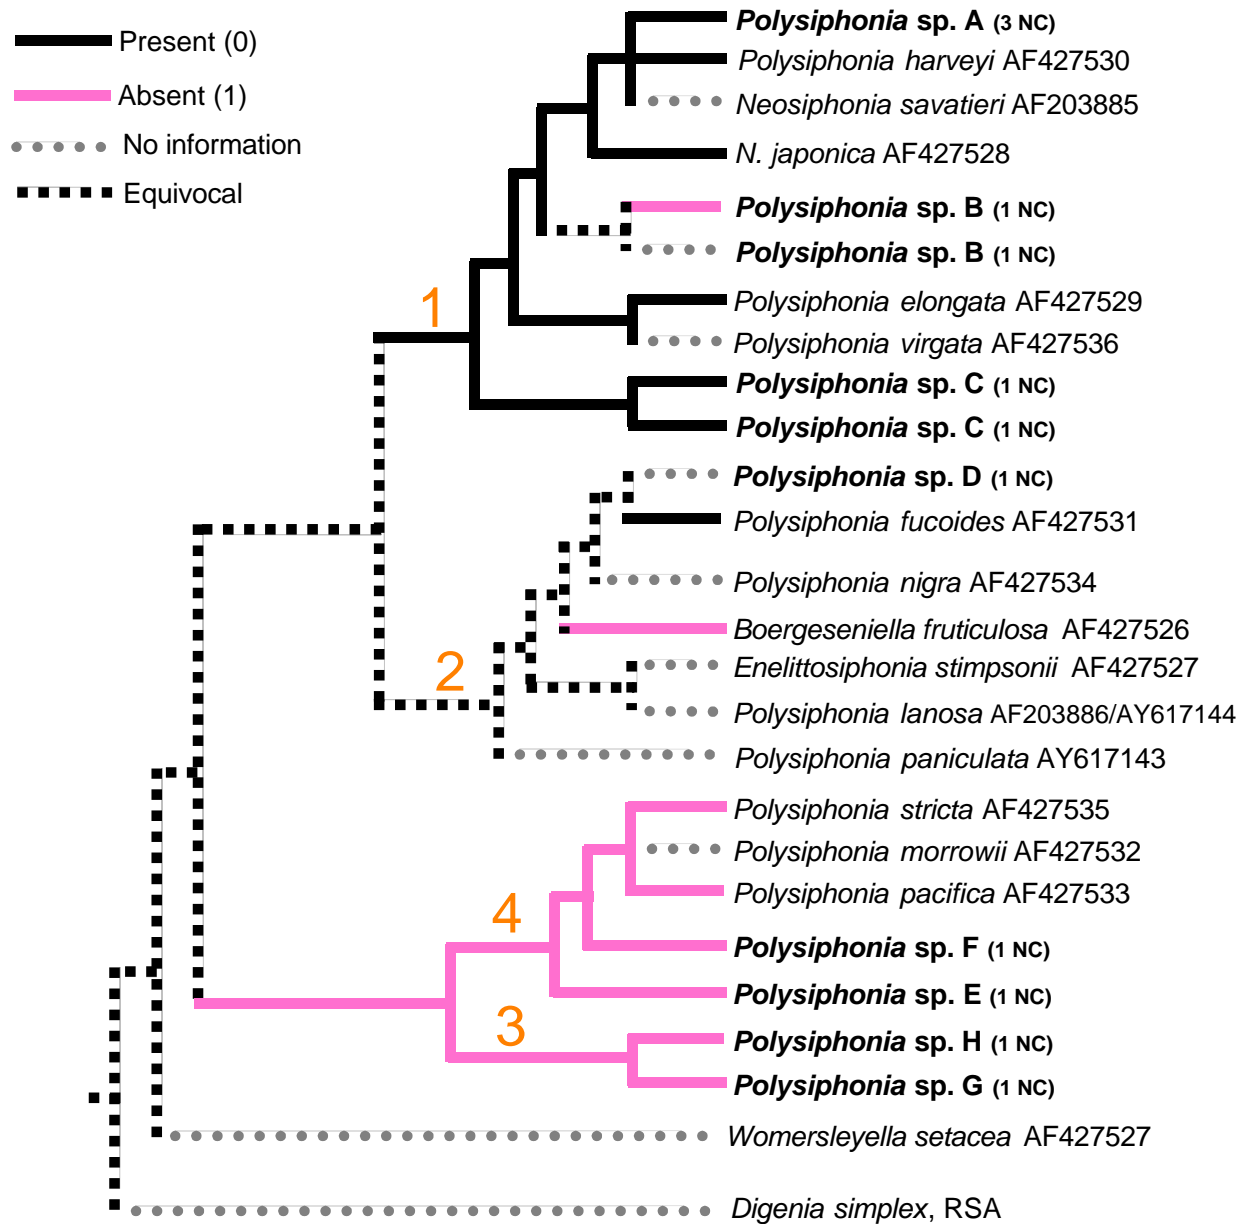 Present (0)
Absent (1)
No information
Equivocal
Polysiphonia sp. A (3 NC)
Polysiphonia harveyi AF427530
Neosiphonia savatieri AF203885
N. japonica AF427528
Polysiphonia sp. B (1 NC)
Polysiphonia sp. B (1 NC)
1
Polysiphonia elongata AF427529
Polysiphonia virgata AF427536
Polysiphonia sp. C (1 NC)
Polysiphonia sp. C (1 NC)
Polysiphonia sp. D (1 NC)
Polysiphonia fucoides AF427531
Polysiphonia nigra AF427534
Boergeseniella fruticulosa AF427526
2
Enelittosiphonia stimpsonii AF427527
Polysiphonia lanosa AF203886/AY617144
Polysiphonia paniculata AY617143
Polysiphonia stricta AF427535
Polysiphonia morrowii AF427532
Polysiphonia pacifica AF427533
4
Polysiphonia sp. F (1 NC)
Polysiphonia sp. E (1 NC)
3
Polysiphonia sp. H (1 NC)
Polysiphonia sp. G (1 NC)
Womersleyella setacea AF427527
Digenia simplex, RSA